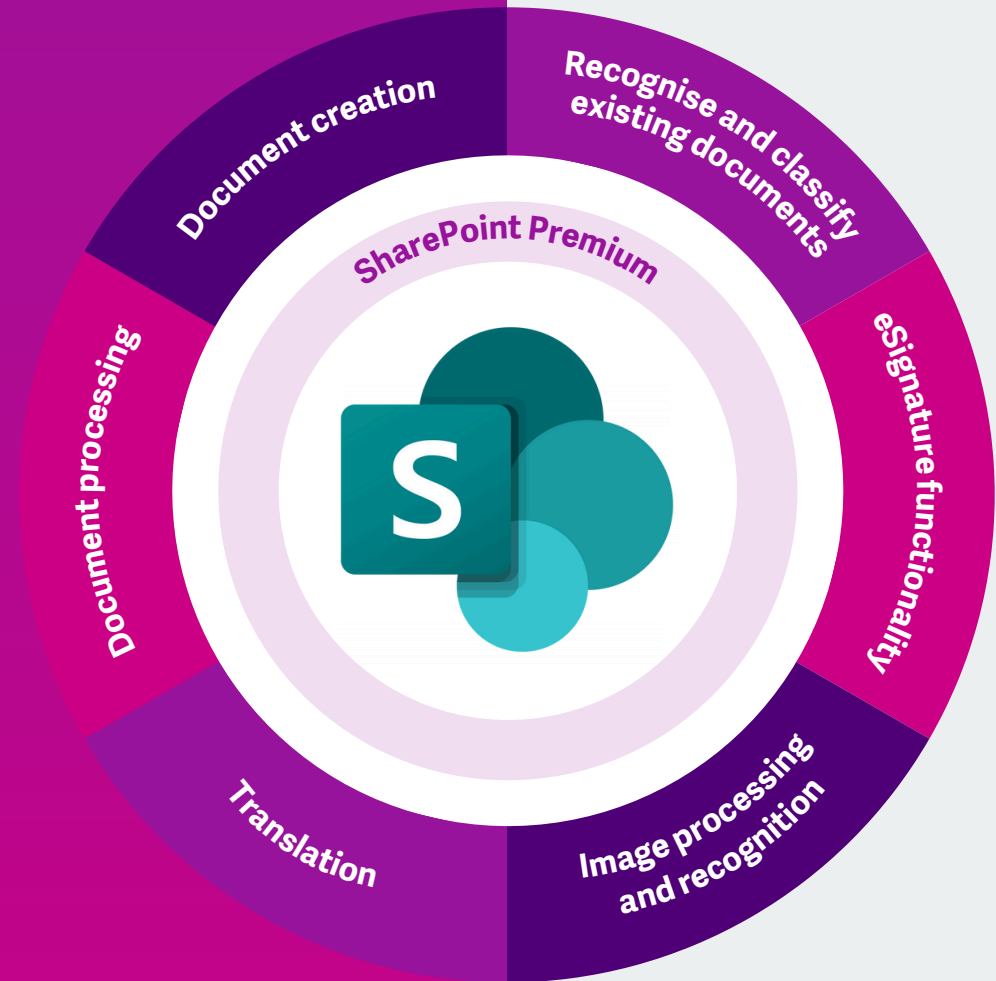 Document creation
Recognise and classify
existing documents
SharePoint Premium
S
Document processing
eSignature functionality
Translation
Image processing
and recognition